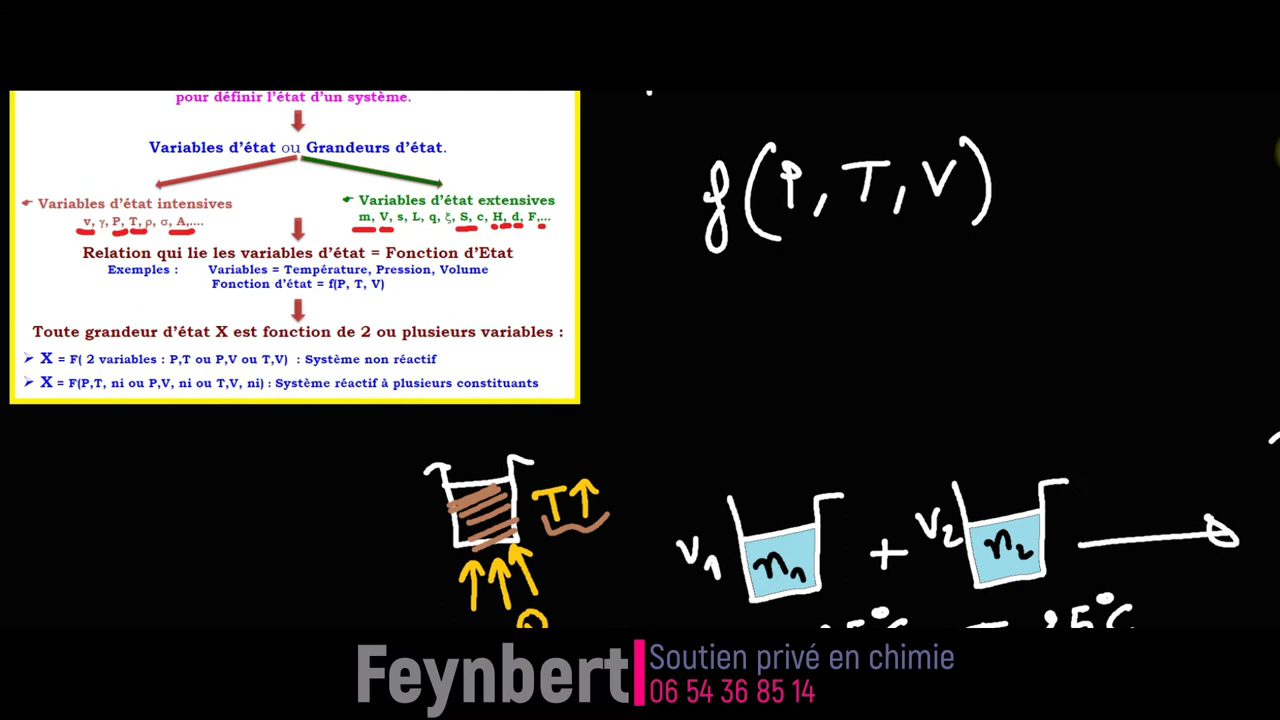 pour définir l'état d'un système.
Variables d'état ou Grandeurs d'état.
☛ Variables d'état intensives
v, γ, P, T, ρ, σ, A,....
☛ Variables d'état extensives
m, V, s, L, q, ξ, S, c, H, d, F,...
Relation qui lie les variables d'état = Fonction d'Etat
Exemples : Variables = Température, Pression, Volume
Fonction d'état = f(P, T, V)
Toute grandeur d'état X est fonction de 2 ou plusieurs variables :
➢ X = F( 2 variables : P,T ou P,V ou T,V) : Système non réactif
➢ X = F(P,T, ni ou P,V, ni ou T,V, ni) : Système réactif à plusieurs constituants
f(P, T, V)
T↑
V1 n1 + V2 n2
Feynbert
Soutien privé en chimie
06 54 36 85 14